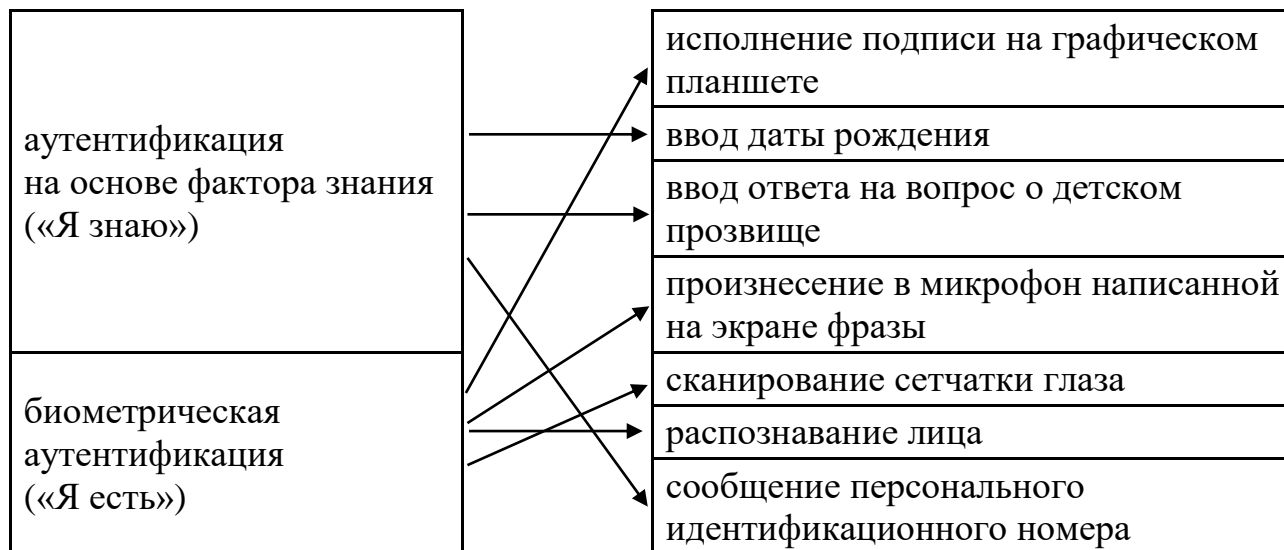 аутентификация
на основе фактора знания
(«Я знаю»)
биометрическая
аутентификация
(«Я есть»)
исполнение подписи на графическом
планшете
ввод даты рождения
ввод ответа на вопрос о детском
прозвище
произнесение в микрофон написанной
на экране фразы
сканирование сетчатки глаза
распознавание лица
сообщение персонального
идентификационного номера